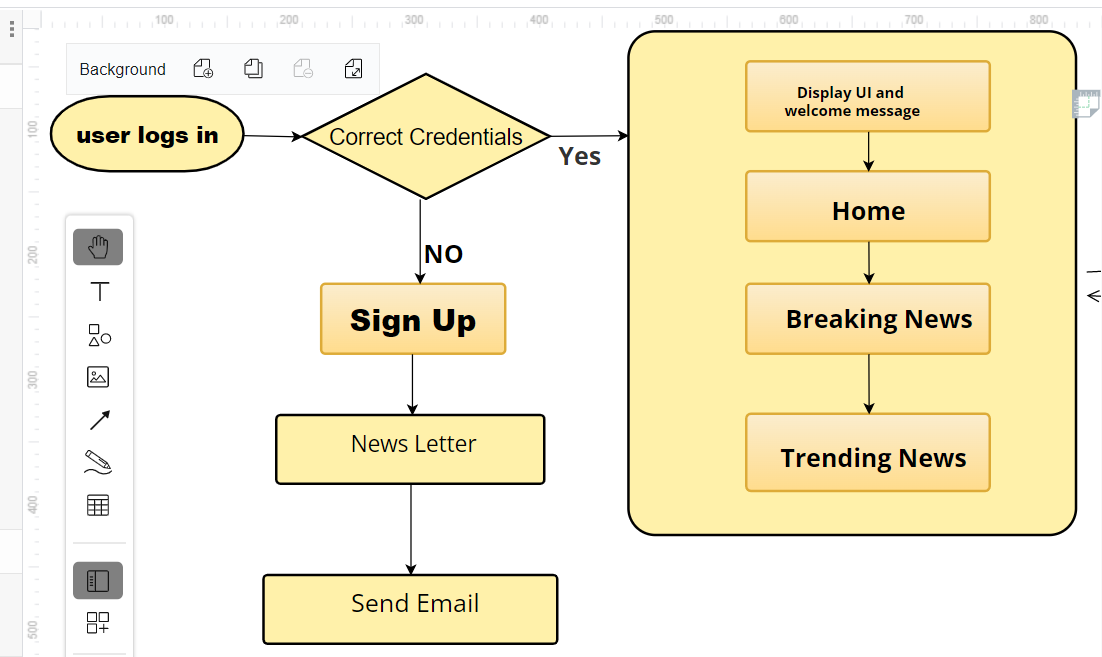 100 200 300 400 500 600 700 800
Background
user logs in
Correct Credentials
Yes
NO
Sign Up
News Letter
Send Email
Display UI and
welcome message
Home
Breaking News
Trending News
100
200
300
400
500